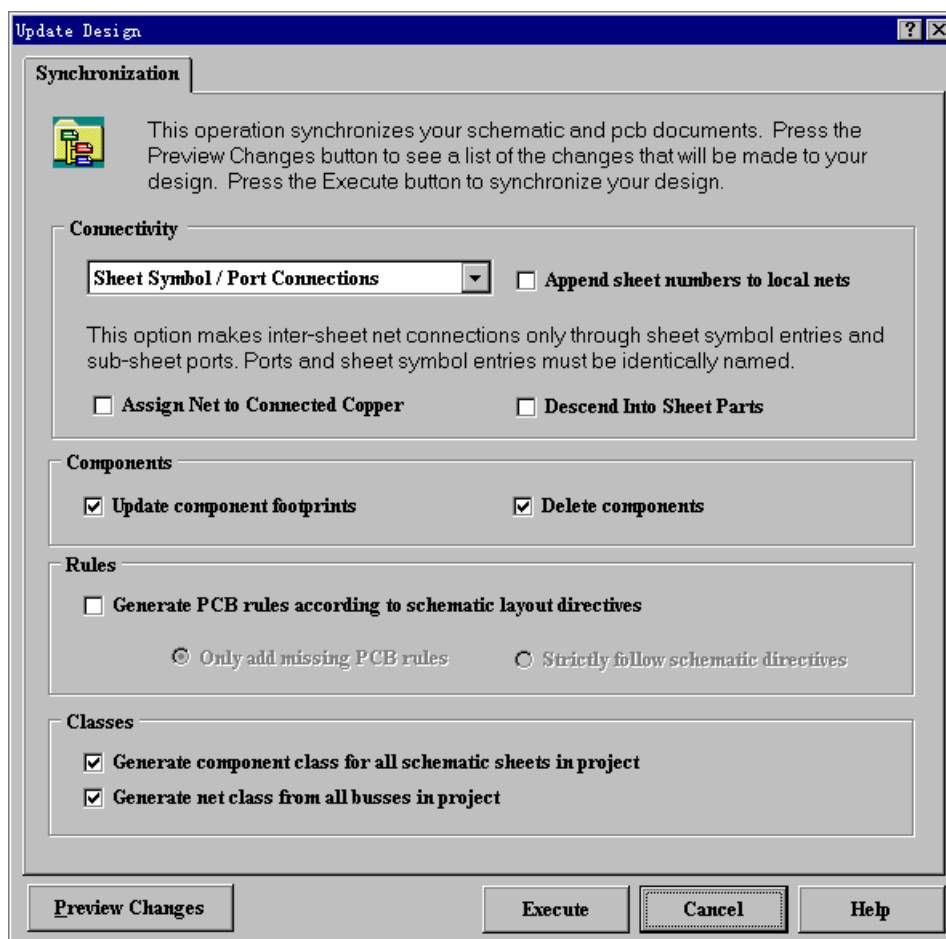 Update Design
Synchronization
This operation synchronizes your schematic and pcb documents. Press the
Preview Changes button to see a list of the changes that will be made to your
design. Press the Execute button to synchronize your design.
Connectivity
Sheet Symbol / Port Connections
Append sheet numbers to local nets
This option makes inter-sheet net connections only through sheet symbol entries and
sub-sheet ports. Ports and sheet symbol entries must be identically named.
Assign Net to Connected Copper
Descend Into Sheet Parts
Components
Update component footprints
Delete components
Rules
Generate PCB rules according to schematic layout directives
Only add missing PCB rules
Strictly follow schematic directives
Classes
Generate component class for all schematic sheets in project
Generate net class from all busses in project
Preview Changes
Execute
Cancel
Help